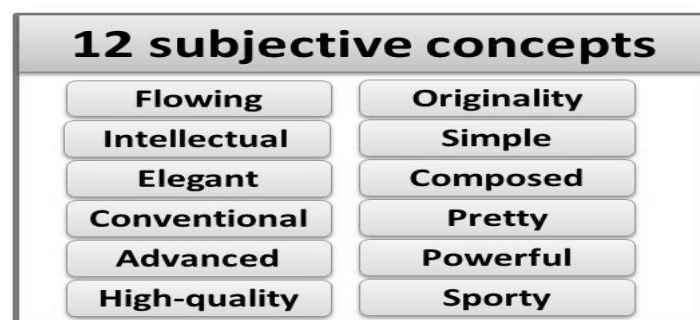 12 subjective concepts
Flowing
Originality
Intellectual
Simple
Elegant
Composed
Conventional
Pretty
Advanced
Powerful
High-quality
Sporty